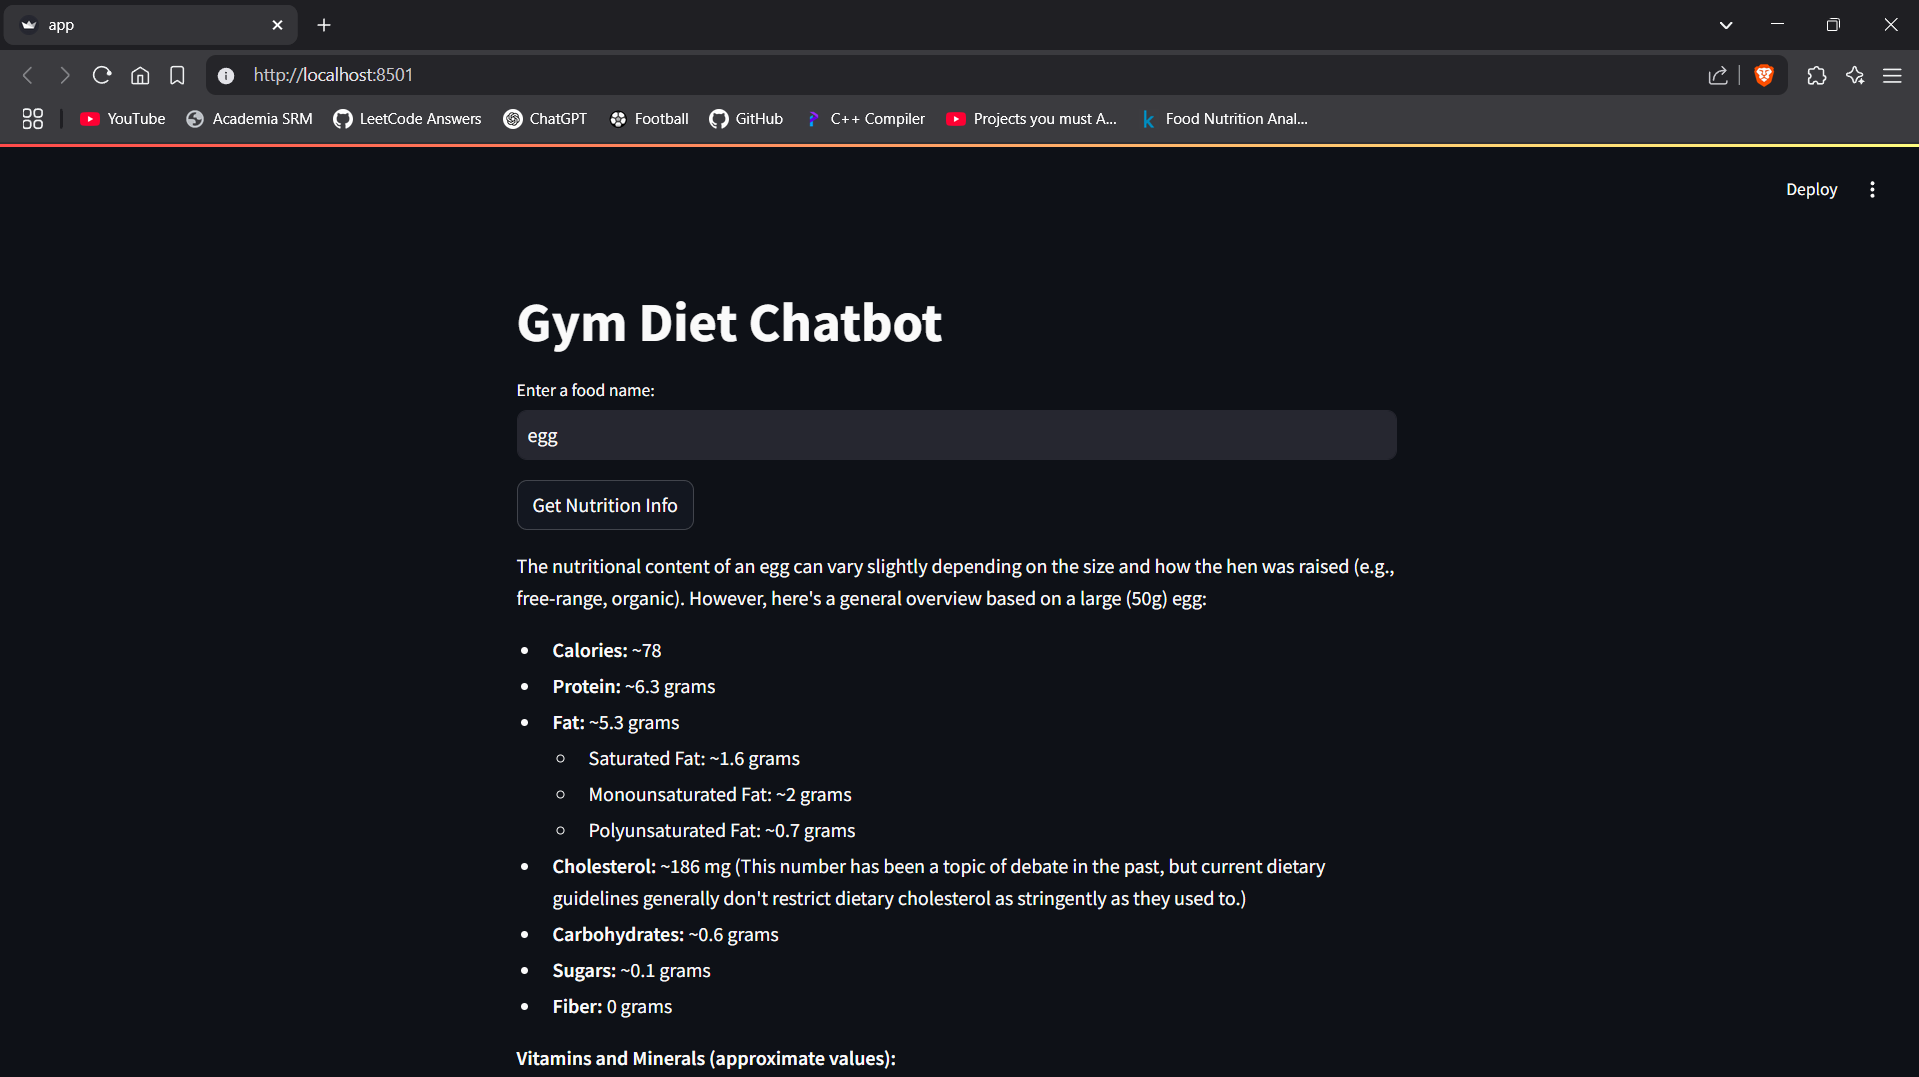 app
http://localhost:8501
YouTube
Academia SRM
LeetCode Answers
ChatGPT
Football
GitHub
C++ Compiler
Projects you must A...
k Food Nutrition Anal...
Deploy
Gym Diet Chatbot
Enter a food name:
egg
Get Nutrition Info
The nutritional content of an egg can vary slightly depending on the size and how the hen was raised (e.g.,
free-range, organic). However, here's a general overview based on a large (50g) egg:
• Calories: ~78
• Protein: ~6.3 grams
• Fat: ~5.3 grams
◦ Saturated Fat: ~1.6 grams
◦ Monounsaturated Fat: ~2 grams
◦ Polyunsaturated Fat: ~0.7 grams
• Cholesterol: ~186 mg (This number has been a topic of debate in the past, but current dietary
guidelines generally don't restrict dietary cholesterol as stringently as they used to.)
• Carbohydrates: ~0.6 grams
• Sugars: ~0.1 grams
• Fiber: 0 grams
Vitamins and Minerals (approximate values):